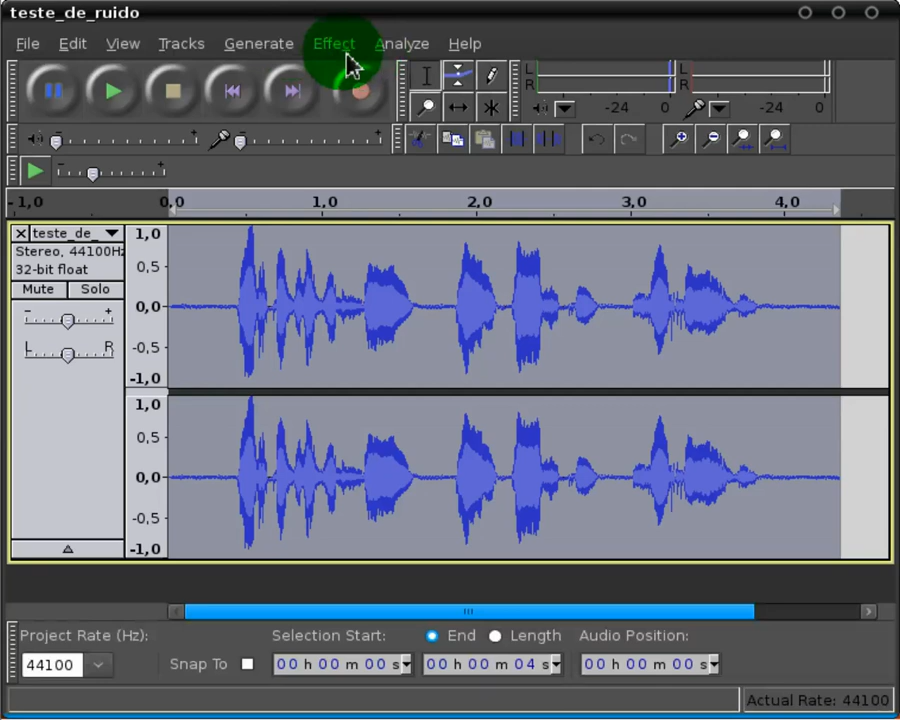 teste_de_ruido
File Edit View Tracks Generate Effect Analyze Help
L
R
L
R
-24 0
-24 0
- +
- +
- +
-1,0 0,0 1,0 2,0 3,0 4,0
teste_de_
Stereo, 44100Hz
32-bit float
Mute Solo
- +
L R
1,0
0,5
0,0
-0,5
-1,0
1,0
0,5
0,0
-0,5
-1,0
Project Rate (Hz): Selection Start: End Length Audio Position:
44100 Snap To 00 h 00 m 00 s 00 h 00 m 04 s 00 h 00 m 00 s
Actual Rate: 44100